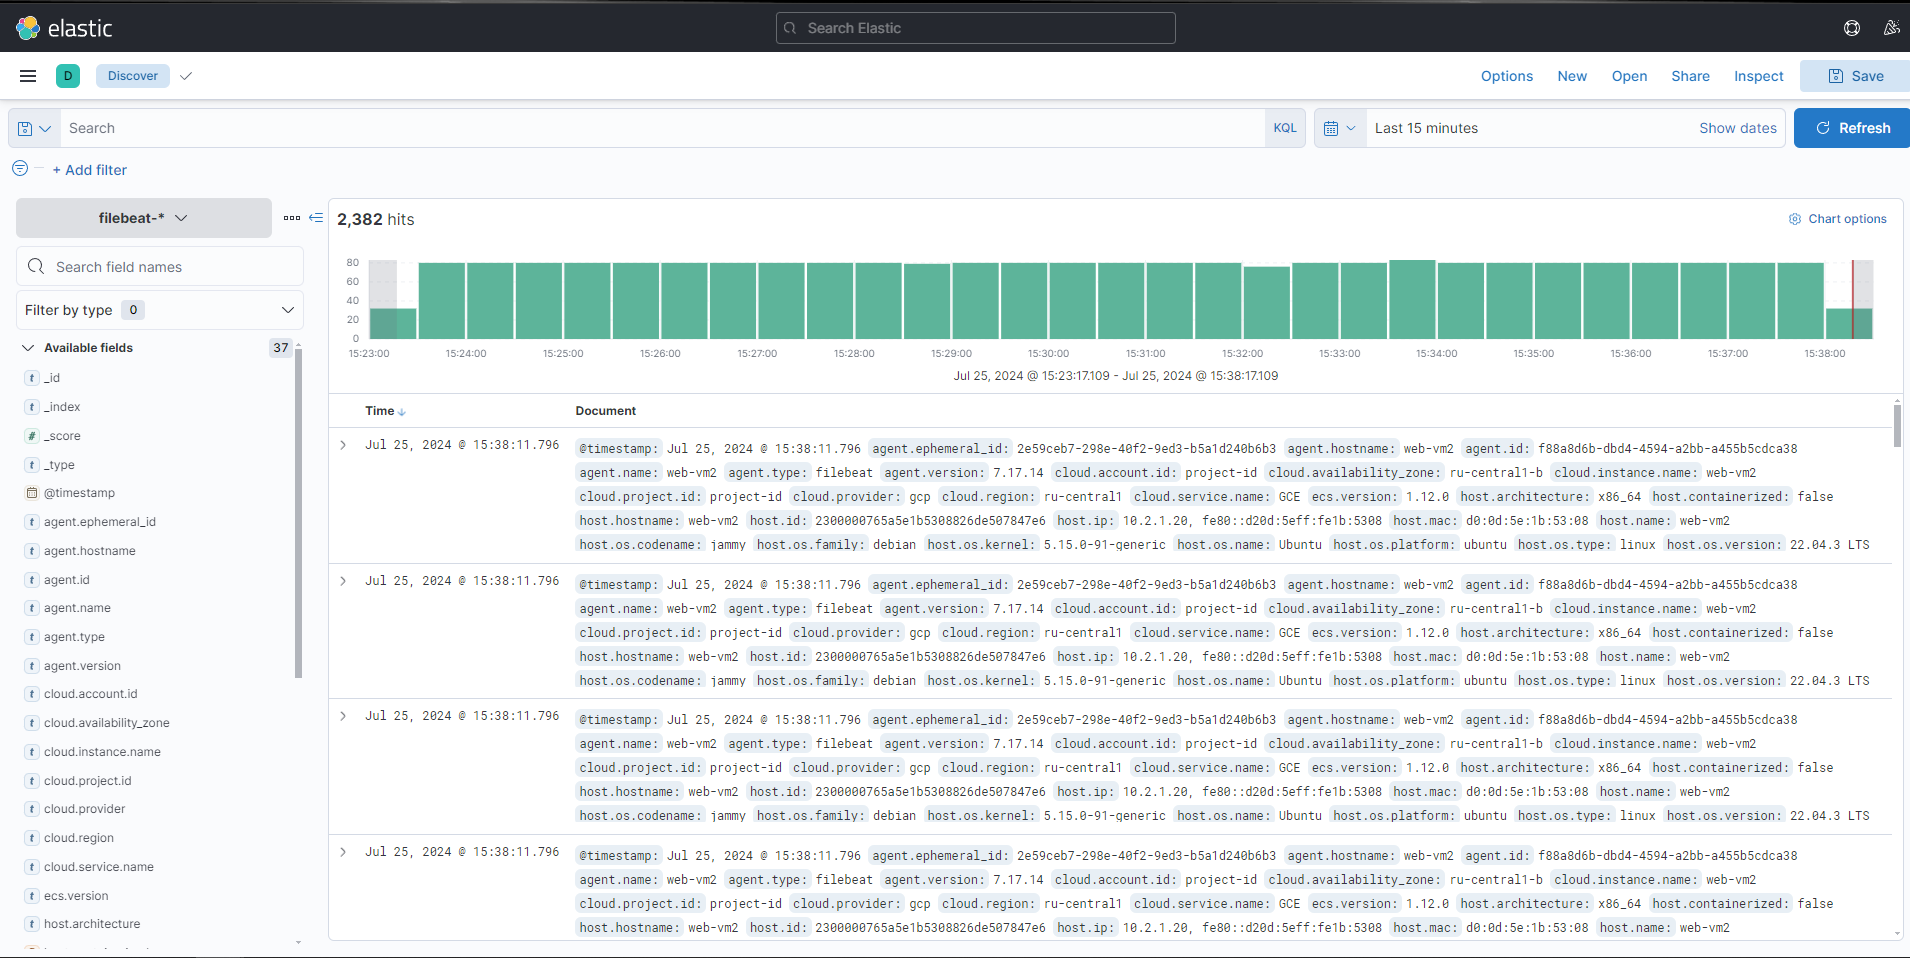 elastic
Search Elastic
D
Discover
Options New Open Share Inspect Save
Search
KQL
Last 15 minutes
Show dates
Refresh
+ Add filter
filebeat-*
2,382 hits
Chart options
Search field names
Filter by type 0
Available fields 37
t _id
t _index
# _score
t _type
@timestamp
t agent.ephemeral_id
t agent.hostname
t agent.id
t agent.name
t agent.type
t agent.version
t cloud.account.id
t cloud.availability_zone
t cloud.instance.name
t cloud.project.id
t cloud.provider
t cloud.region
t cloud.service.name
t ecs.version
t host.architecture
80
60
40
20
0
15:23:00 15:24:00 15:25:00 15:26:00 15:27:00 15:28:00 15:29:00 15:30:00 15:31:00 15:32:00 15:33:00 15:34:00 15:35:00 15:36:00 15:37:00 15:38:00
Jul 25, 2024 @ 15:23:17.109 - Jul 25, 2024 @ 15:38:17.109
Time Document
Jul 25, 2024 @ 15:38:11.796
@timestamp: Jul 25, 2024 @ 15:38:11.796 agent.ephemeral_id: 2e59ceb7-298e-40f2-9ed3-b5a1d240b6b3 agent.hostname: web-vm2 agent.id: f88a8d6b-dbd4-4594-a2bb-a455b5cdca38
agent.name: web-vm2 agent.type: filebeat agent.version: 7.17.14 cloud.account.id: project-id cloud.availability_zone: ru-central1-b cloud.instance.name: web-vm2
cloud.project.id: project-id cloud.provider: gcp cloud.region: ru-central1 cloud.service.name: GCE ecs.version: 1.12.0 host.architecture: x86_64 host.containerized: false
host.hostname: web-vm2 host.id: 2300000765a5e1b5308826de507847e6 host.ip: 10.2.1.20, fe80::d20d:5eff:fe1b:5308 host.mac: d0:0d:5e:1b:53:08 host.name: web-vm2
host.os.codename: jammy host.os.family: debian host.os.kernel: 5.15.0-91-generic host.os.name: Ubuntu host.os.platform: ubuntu host.os.type: linux host.os.version: 22.04.3 LTS
Jul 25, 2024 @ 15:38:11.796
@timestamp: Jul 25, 2024 @ 15:38:11.796 agent.ephemeral_id: 2e59ceb7-298e-40f2-9ed3-b5a1d240b6b3 agent.hostname: web-vm2 agent.id: f88a8d6b-dbd4-4594-a2bb-a455b5cdca38
agent.name: web-vm2 agent.type: filebeat agent.version: 7.17.14 cloud.account.id: project-id cloud.availability_zone: ru-central1-b cloud.instance.name: web-vm2
cloud.project.id: project-id cloud.provider: gcp cloud.region: ru-central1 cloud.service.name: GCE ecs.version: 1.12.0 host.architecture: x86_64 host.containerized: false
host.hostname: web-vm2 host.id: 2300000765a5e1b5308826de507847e6 host.ip: 10.2.1.20, fe80::d20d:5eff:fe1b:5308 host.mac: d0:0d:5e:1b:53:08 host.name: web-vm2
host.os.codename: jammy host.os.family: debian host.os.kernel: 5.15.0-91-generic host.os.name: Ubuntu host.os.platform: ubuntu host.os.type: linux host.os.version: 22.04.3 LTS
Jul 25, 2024 @ 15:38:11.796
@timestamp: Jul 25, 2024 @ 15:38:11.796 agent.ephemeral_id: 2e59ceb7-298e-40f2-9ed3-b5a1d240b6b3 agent.hostname: web-vm2 agent.id: f88a8d6b-dbd4-4594-a2bb-a455b5cdca38
agent.name: web-vm2 agent.type: filebeat agent.version: 7.17.14 cloud.account.id: project-id cloud.availability_zone: ru-central1-b cloud.instance.name: web-vm2
cloud.project.id: project-id cloud.provider: gcp cloud.region: ru-central1 cloud.service.name: GCE ecs.version: 1.12.0 host.architecture: x86_64 host.containerized: false
host.hostname: web-vm2 host.id: 2300000765a5e1b5308826de507847e6 host.ip: 10.2.1.20, fe80::d20d:5eff:fe1b:5308 host.mac: d0:0d:5e:1b:53:08 host.name: web-vm2
host.os.codename: jammy host.os.family: debian host.os.kernel: 5.15.0-91-generic host.os.name: Ubuntu host.os.platform: ubuntu host.os.type: linux host.os.version: 22.04.3 LTS
Jul 25, 2024 @ 15:38:11.796
@timestamp: Jul 25, 2024 @ 15:38:11.796 agent.ephemeral_id: 2e59ceb7-298e-40f2-9ed3-b5a1d240b6b3 agent.hostname: web-vm2 agent.id: f88a8d6b-dbd4-4594-a2bb-a455b5cdca38
agent.name: web-vm2 agent.type: filebeat agent.version: 7.17.14 cloud.account.id: project-id cloud.availability_zone: ru-central1-b cloud.instance.name: web-vm2
cloud.project.id: project-id cloud.provider: gcp cloud.region: ru-central1 cloud.service.name: GCE ecs.version: 1.12.0 host.architecture: x86_64 host.containerized: false
host.hostname: web-vm2 host.id: 2300000765a5e1b5308826de507847e6 host.ip: 10.2.1.20, fe80::d20d:5eff:fe1b:5308 host.mac: d0:0d:5e:1b:53:08 host.name: web-vm2